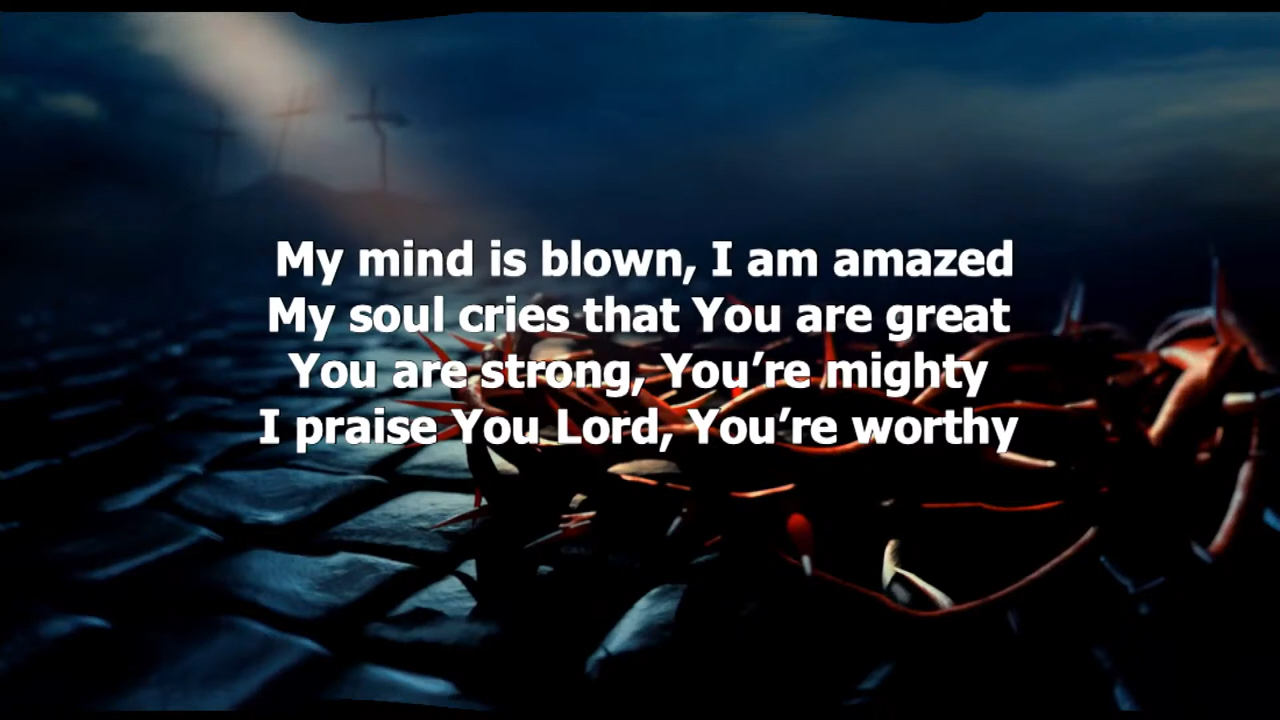 My mind is blown, I am amazed
My soul cries that You are great
You are strong, You’re mighty
I praise You Lord, You’re worthy